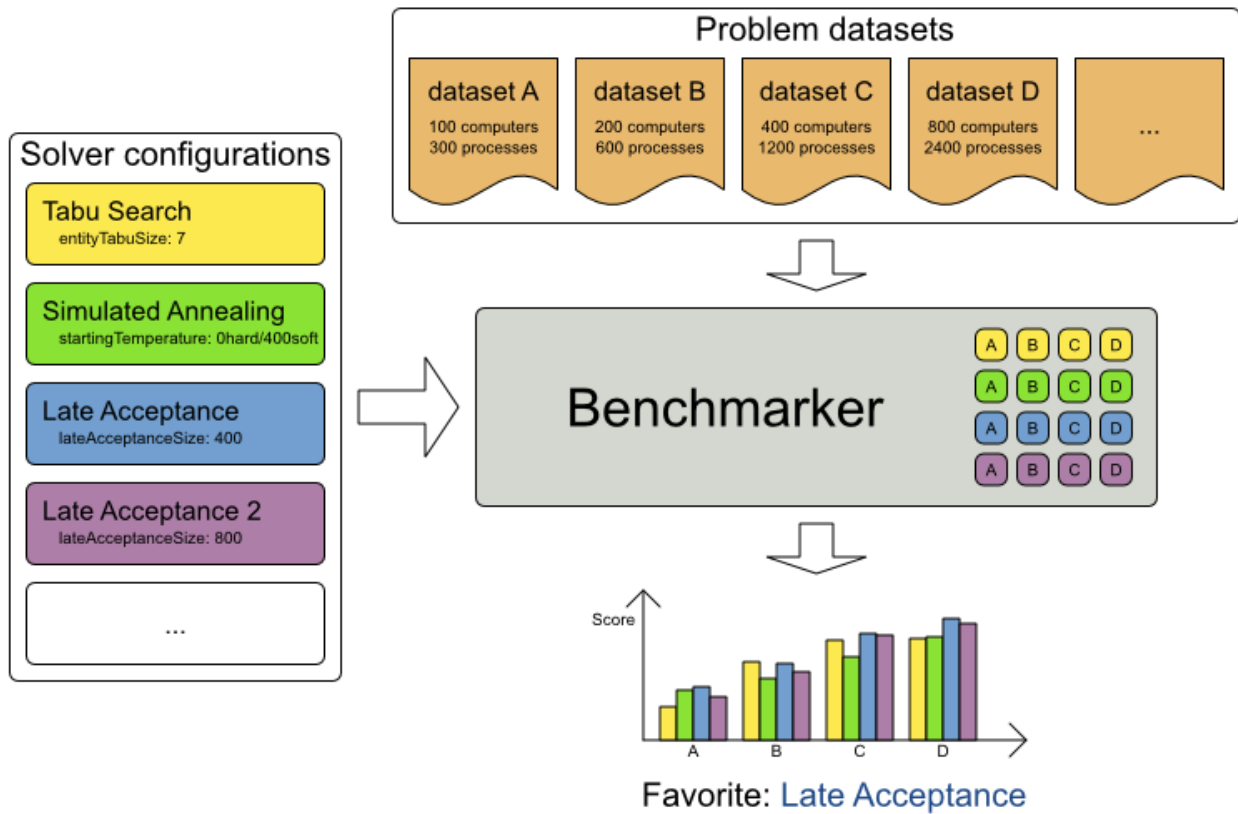 Problem datasets
dataset A
100 computers
300 processes
dataset B
200 computers
600 processes
dataset C
400 computers
1200 processes
dataset D
800 computers
2400 processes
...
Solver configurations
Tabu Search
entityTabuSize: 7
Simulated Annealing
startingTemperature: 0hard/400soft
Late Acceptance
lateAcceptanceSize: 400
Late Acceptance 2
lateAcceptanceSize: 800
...
Benchmarker
A B C D
A B C D
A B C D
A B C D
Score
A B C D
Favorite: Late Acceptance